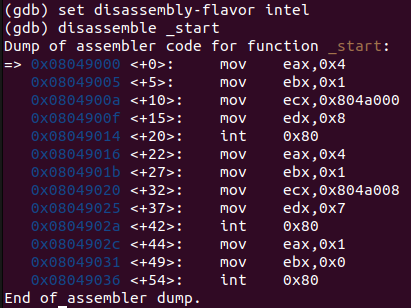 (gdb) set disassembly-flavor intel
(gdb) disassemble _start
Dump of assembler code for function _start:
=> 0x08049000 <+0>:	mov    eax,0x4
   0x08049005 <+5>:	mov    ebx,0x1
   0x0804900a <+10>:	mov    ecx,0x804a000
   0x0804900f <+15>:	mov    edx,0x8
   0x08049014 <+20>:	int    0x80
   0x08049016 <+22>:	mov    eax,0x4
   0x0804901b <+27>:	mov    ebx,0x1
   0x08049020 <+32>:	mov    ecx,0x804a008
   0x08049025 <+37>:	mov    edx,0x7
   0x0804902a <+42>:	int    0x80
   0x0804902c <+44>:	mov    eax,0x1
   0x08049031 <+49>:	mov    ebx,0x0
   0x08049036 <+54>:	int    0x80
End of assembler dump.